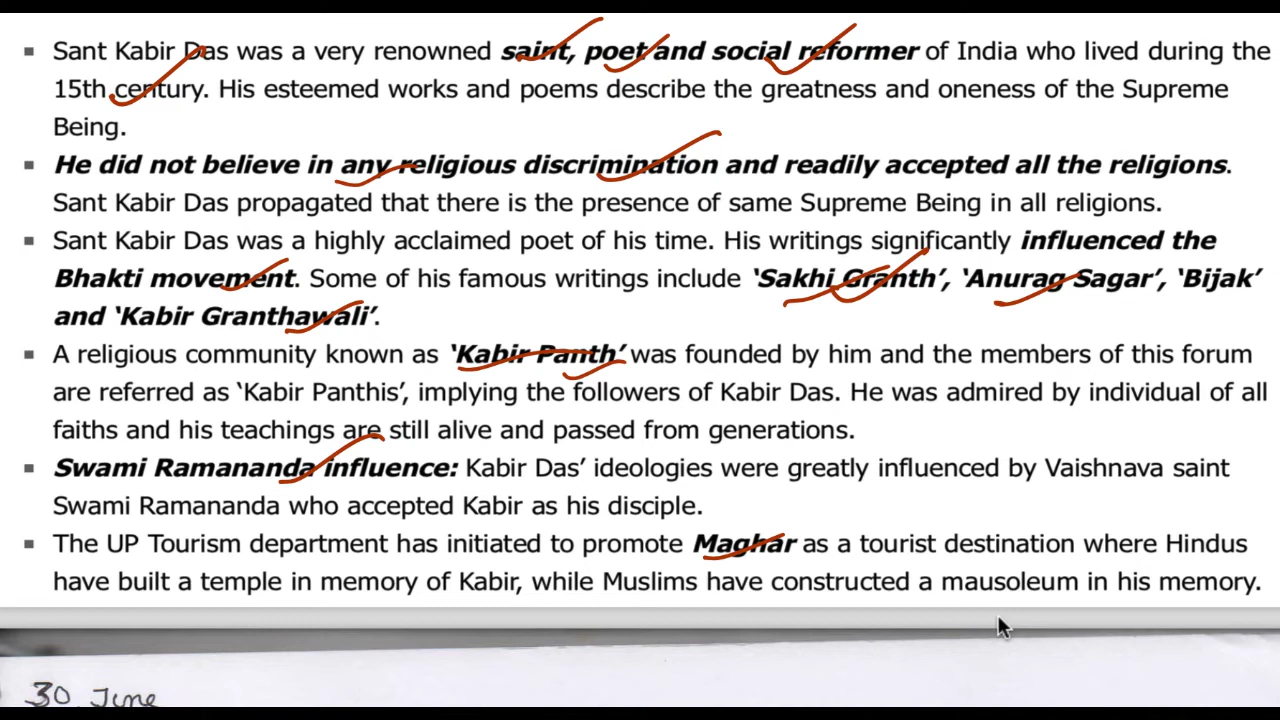 ▪ Sant Kabir Das was a very renowned saint, poet and social reformer of India who lived during the
15th century. His esteemed works and poems describe the greatness and oneness of the Supreme
Being.
▪ He did not believe in any religious discrimination and readily accepted all the religions.
Sant Kabir Das propagated that there is the presence of same Supreme Being in all religions.
▪ Sant Kabir Das was a highly acclaimed poet of his time. His writings significantly influenced the
Bhakti movement. Some of his famous writings include ‘Sakhi Granth’, ‘Anurag Sagar’, ‘Bijak’
and ‘Kabir Granthawali’.
▪ A religious community known as ‘Kabir Panth’ was founded by him and the members of this forum
are referred as ‘Kabir Panthis’, implying the followers of Kabir Das. He was admired by individual of all
faiths and his teachings are still alive and passed from generations.
▪ Swami Ramananda influence: Kabir Das’ ideologies were greatly influenced by Vaishnava saint
Swami Ramananda who accepted Kabir as his disciple.
▪ The UP Tourism department has initiated to promote Maghar as a tourist destination where Hindus
have built a temple in memory of Kabir, while Muslims have constructed a mausoleum in his memory.
30 June